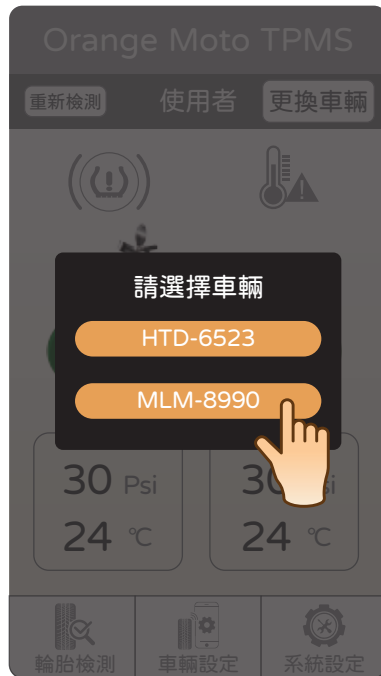 Orange Moto TPMS
重新檢測 使用者 更換車輛
請選擇車輛
HTD-6523
MLM-8990
30 Psi 30 Psi
24 ℃ 24 ℃
輪胎檢測 車輛設定 系統設定